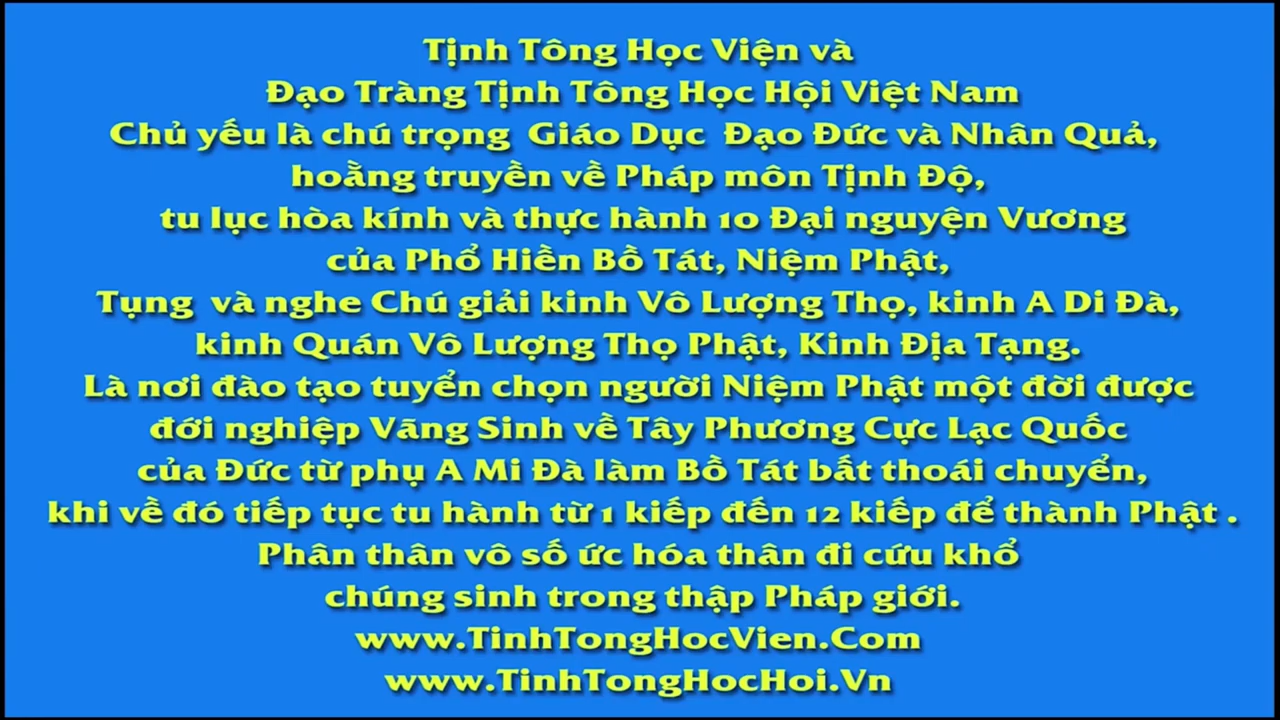 Tịnh Tông Học Viện và
Đạo Tràng Tịnh Tông Học Hội Việt Nam
Chủ yếu là chú trọng Giáo Dục Đạo Đức và Nhân Quả,
hoằng truyền về Pháp môn Tịnh Độ,
tu lục hòa kính và thực hành 10 Đại nguyện Vương
của Phổ Hiền Bồ Tát, Niệm Phật,
Tụng và nghe Chú giải kinh Vô Lượng Thọ, kinh A Di Đà,
kinh Quán Vô Lượng Thọ Phật, Kinh Địa Tạng.
Là nơi đào tạo tuyển chọn người Niệm Phật một đời được
đới nghiệp Vãng Sinh về Tây Phương Cực Lạc Quốc
của Đức từ phụ A Mi Đà làm Bồ Tát bất thoái chuyển,
khi về đó tiếp tục tu hành từ 1 kiếp đến 12 kiếp để thành Phật .
Phân thân vô số ức hóa thân đi cứu khổ
chúng sinh trong thập Pháp giới.
www.TinhTongHocVien.Com
www.TinhTongHocHoi.Vn